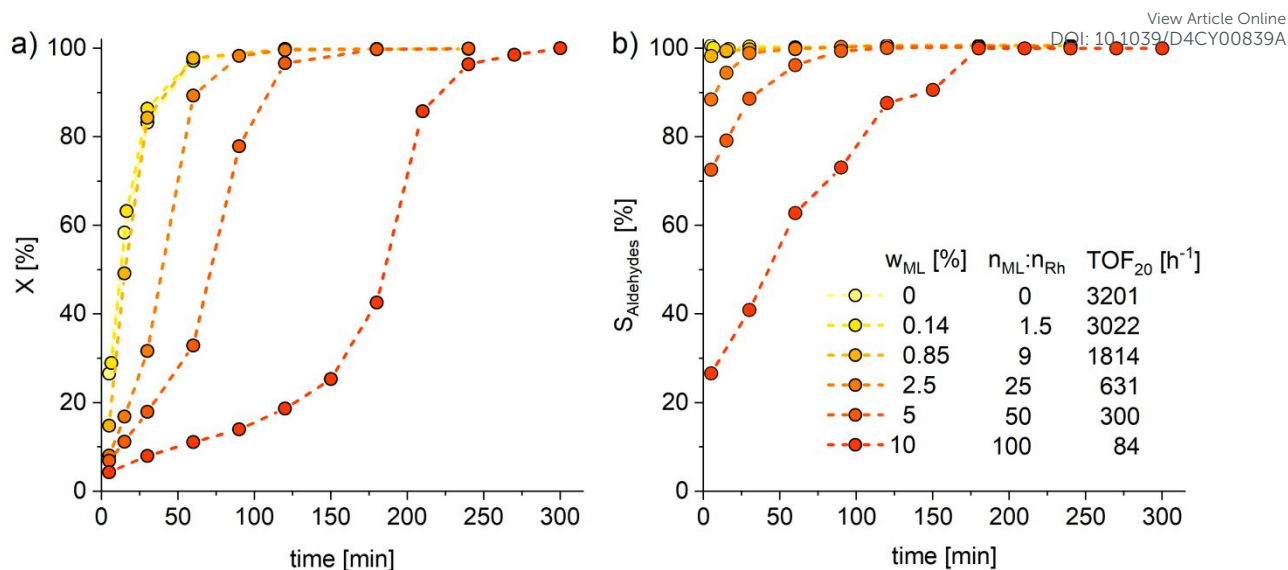 View Article Online
DOI: 10.1039/D4CY00839A
a)
X [%]
100
80
60
40
20
0
0 50 100 150 200 250 300
time [min]
b)
S_Aldehydes [%]
100
80
60
40
20
0
0 50 100 150 200 250 300
time [min]
w_ML [%] n_ML:n_Rh TOF_20 [h^-1]
0 0 3201
0.14 1.5 3022
0.85 9 1814
2.5 25 631
5 50 300
10 100 84